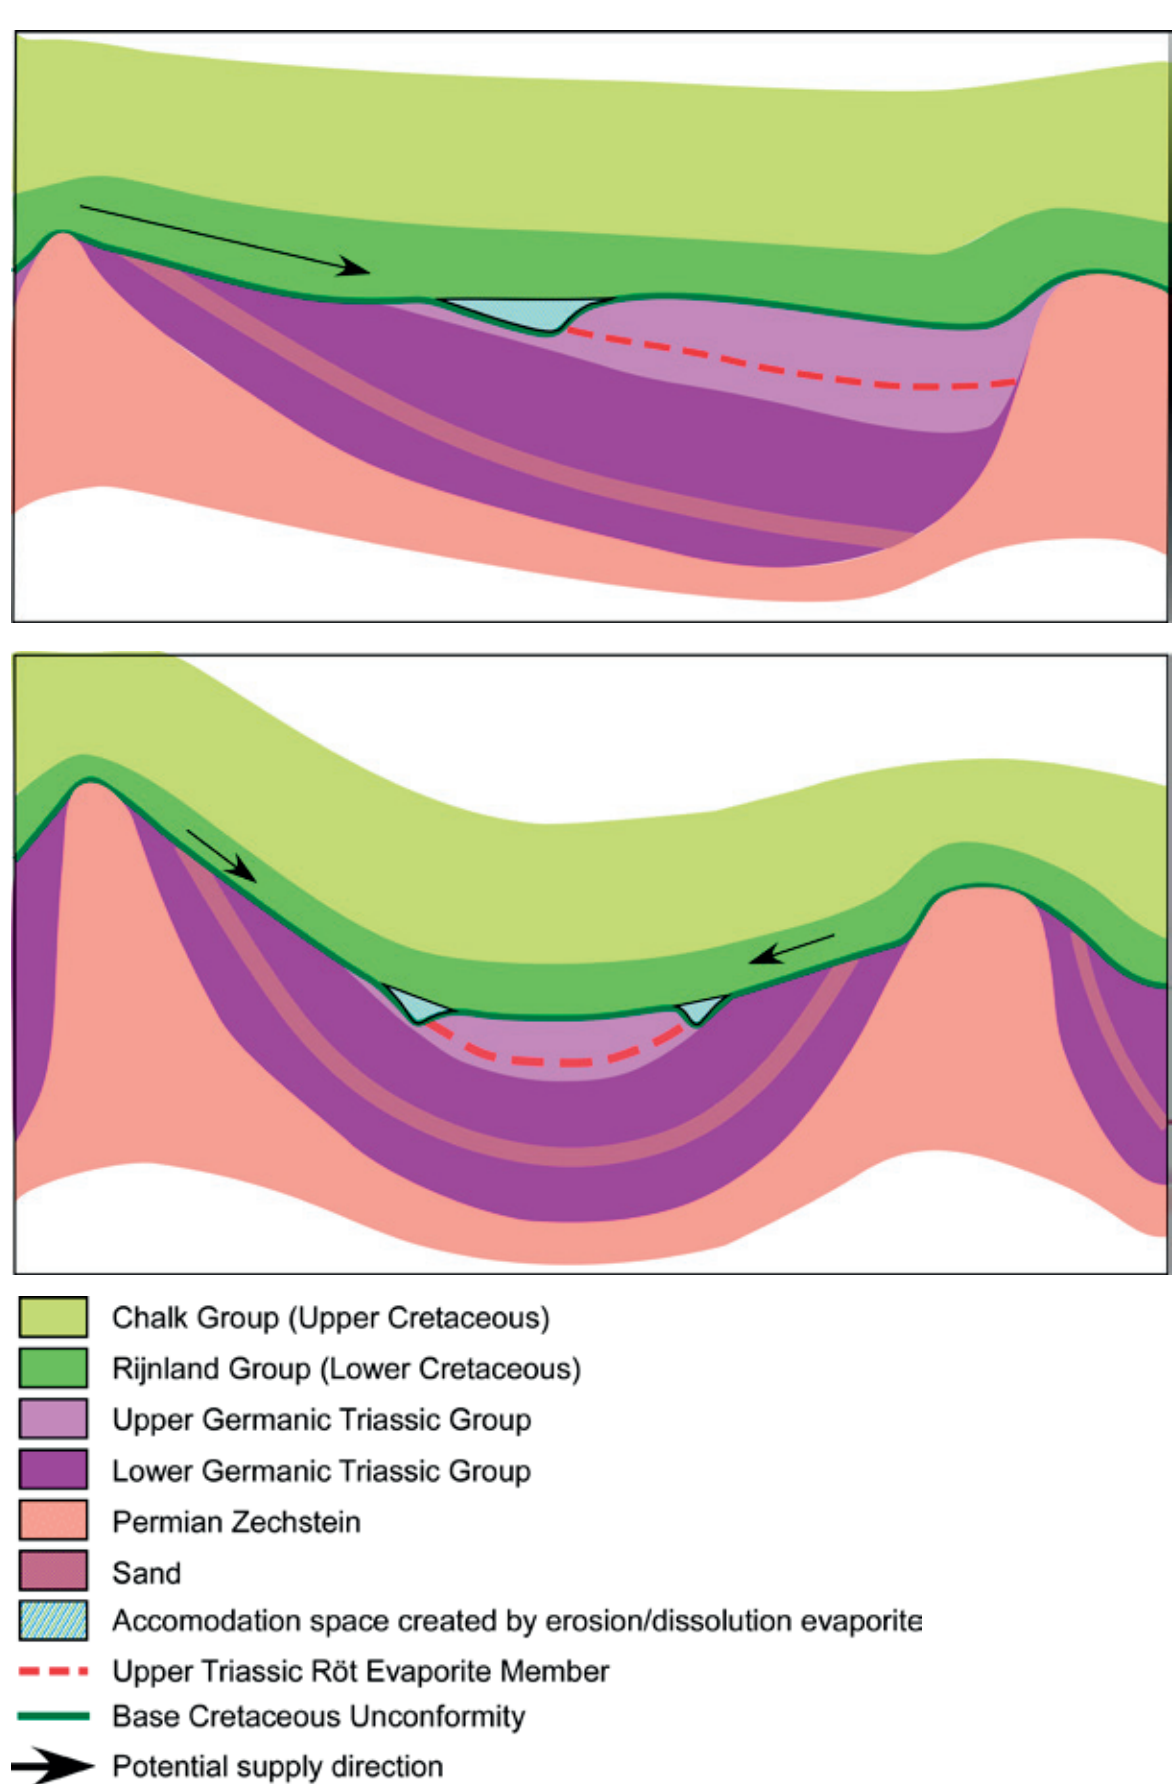 Chalk Group (Upper Cretaceous)
Rijnland Group (Lower Cretaceous)
Upper Germanic Triassic Group
Lower Germanic Triassic Group
Permian Zechstein
Sand
Accomodation space created by erosion/dissolution evaporite
Upper Triassic Röt Evaporite Member
Base Cretaceous Unconformity
Potential supply direction